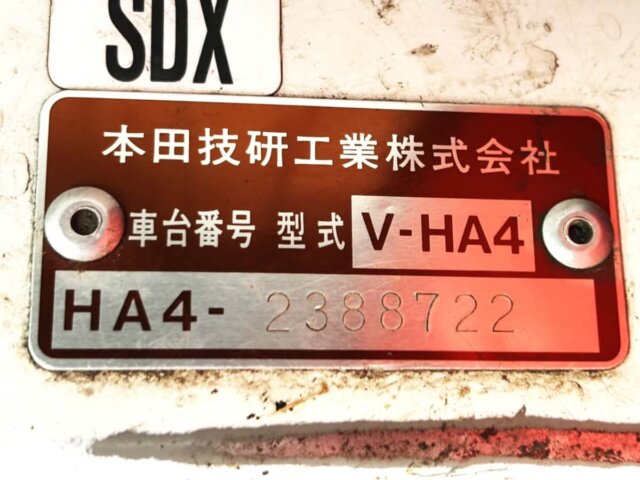 SDX
本田技研工業株式会社
車台番号 型式 V-HA4
HA4-2388722